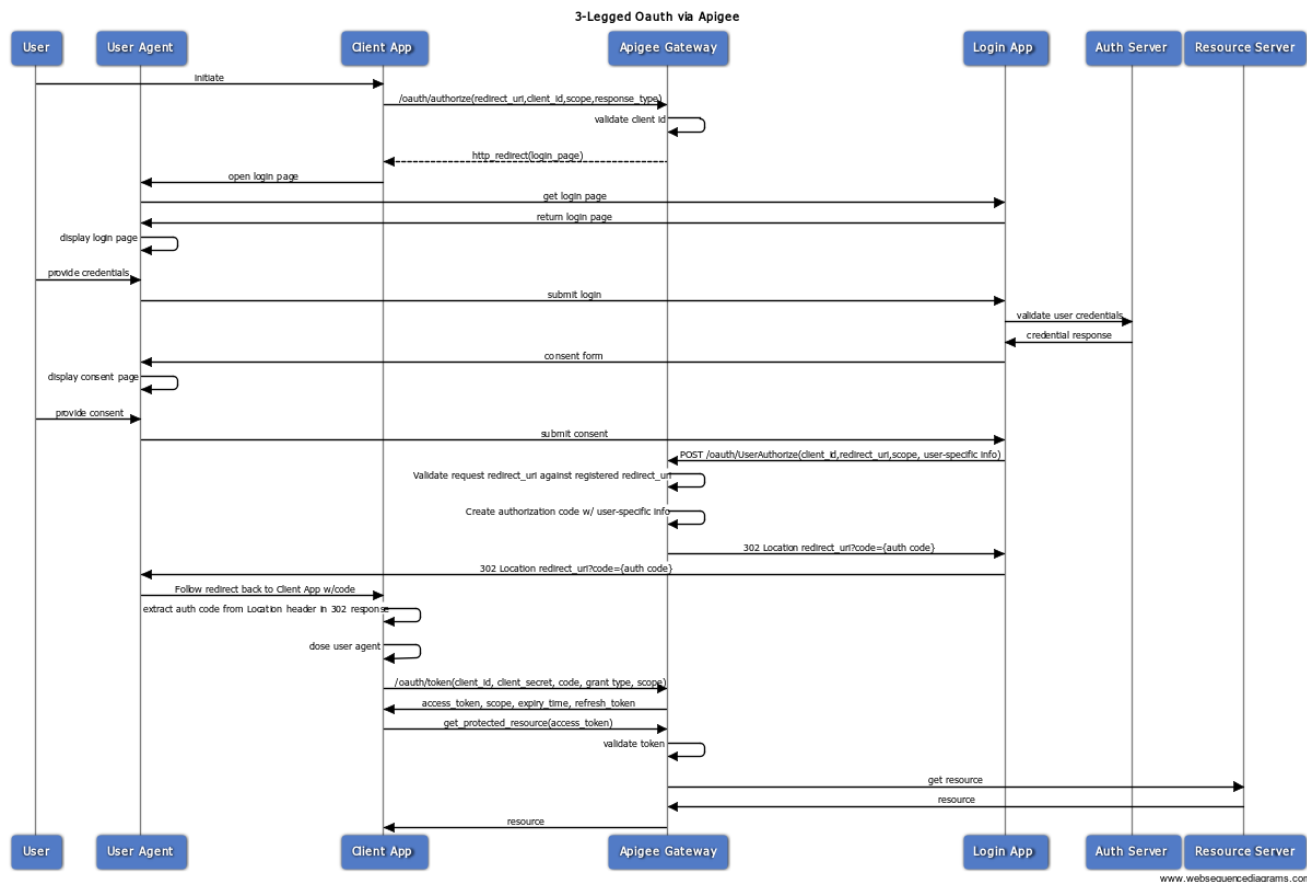 3-Legged Oauth via Apigee
User
User Agent
Client App
Apigee Gateway
Login App
Auth Server
Resource Server
initiate
/oauth/authorize(redirect_uri,client_id,scope,response_type)
validate client id
http_redirect(login_page)
open login page
get login page
return login page
display login page
provide credentials
submit login
validate user credentials
credential response
consent form
display consent page
provide consent
submit consent
POST /oauth/UserAuthorize(client_id,redirect_uri,scope, user-specific info)
Validate request redirect_uri against registered redirect_uri
Create authorization code w/ user-specific info
302 Location redirect_uri?code={auth code}
302 Location redirect_uri?code={auth code}
Follow redirect back to Client App w/code
extract auth code from Location header in 302 response
close user agent
/oauth/token(client_id, client_secret, code, grant type, scope)
access_token, scope, expiry_time, refresh_token
get_protected_resource(access_token)
validate token
get resource
resource
resource
User
User Agent
Client App
Apigee Gateway
Login App
Auth Server
Resource Server
www.websequencediagrams.com